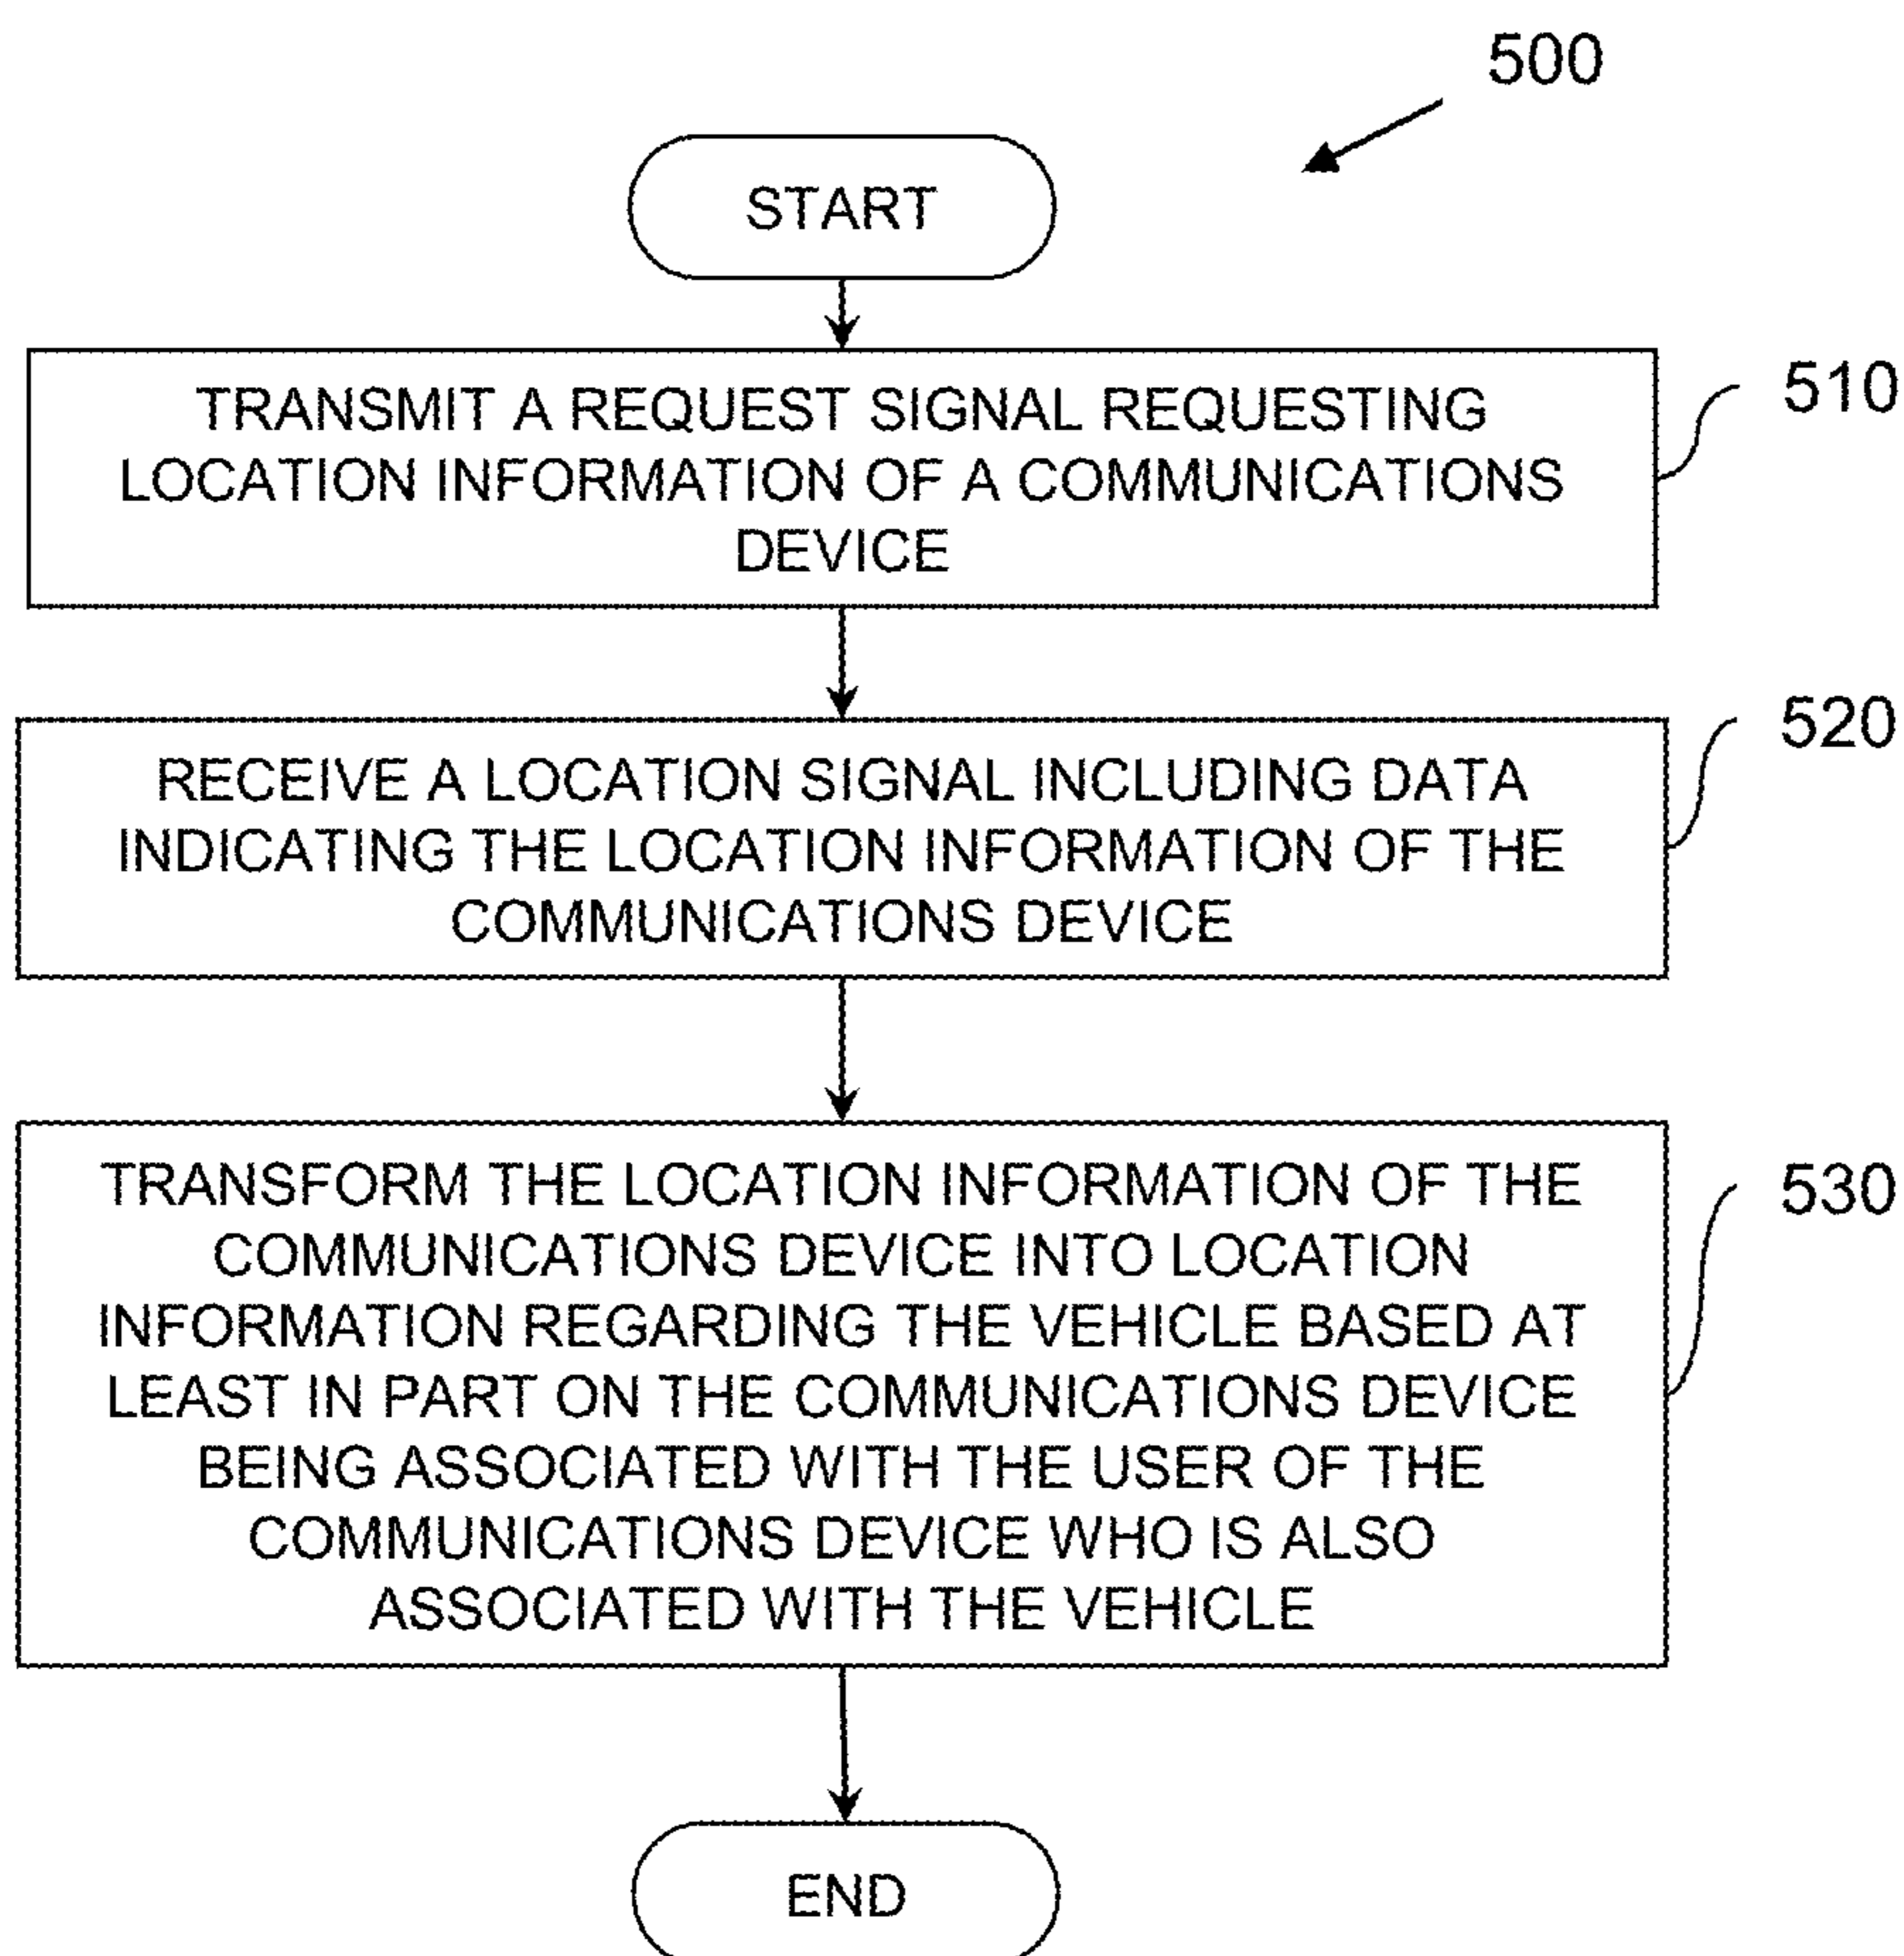 500
START
TRANSMIT A REQUEST SIGNAL REQUESTING
LOCATION INFORMATION OF A COMMUNICATIONS
DEVICE
510
RECEIVE A LOCATION SIGNAL INCLUDING DATA
INDICATING THE LOCATION INFORMATION OF THE
COMMUNICATIONS DEVICE
520
TRANSFORM THE LOCATION INFORMATION OF THE
COMMUNICATIONS DEVICE INTO LOCATION
INFORMATION REGARDING THE VEHICLE BASED AT
LEAST IN PART ON THE COMMUNICATIONS DEVICE
BEING ASSOCIATED WITH THE USER OF THE
COMMUNICATIONS DEVICE WHO IS ALSO
ASSOCIATED WITH THE VEHICLE
530
END